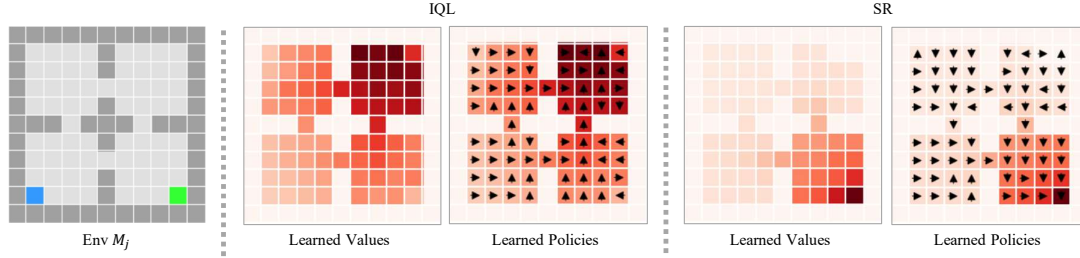 IQL
SR
Env $M_j$
Learned Values
Learned Policies
Learned Values
Learned Policies